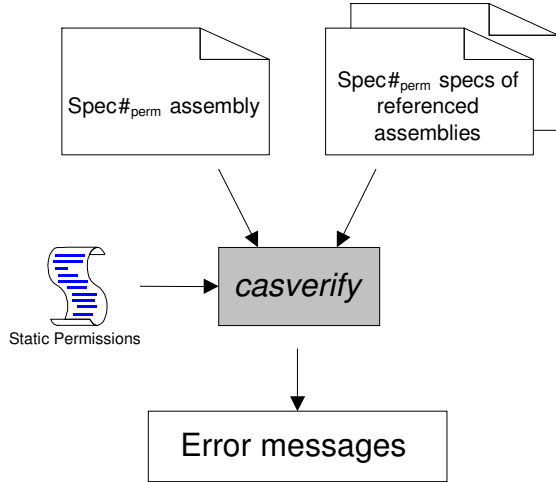 Spec#perm assembly
Spec#perm specs of
referenced
assemblies
casverify
Static Permissions
Error messages